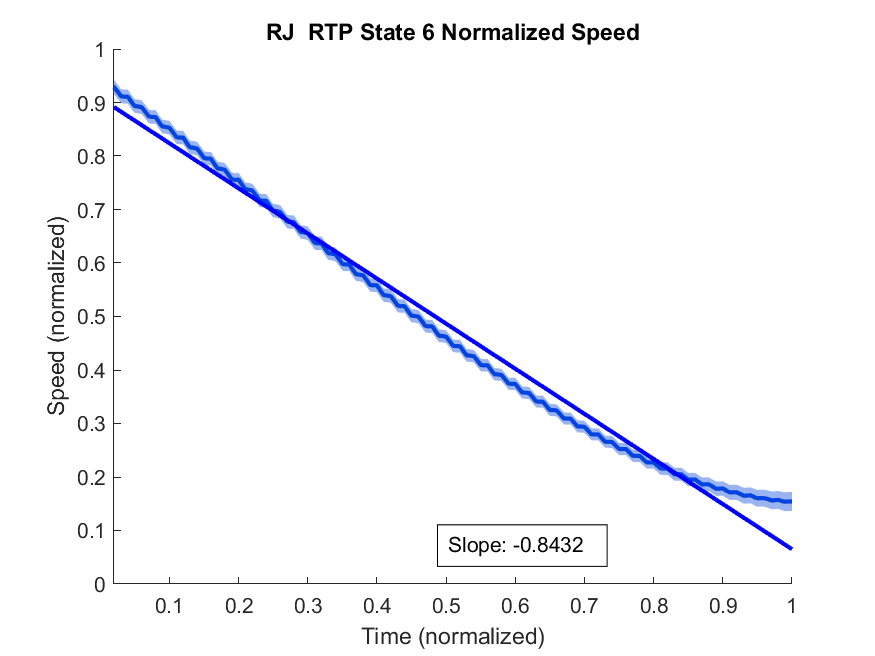 RJ  RTP State 6 Normalized Speed
1
0.9
0.8
0.7
0.6
0.5
0.4
0.3
0.2
0.1
0
Speed (normalized)
Slope: -0.8432
0.1 0.2 0.3 0.4 0.5 0.6 0.7 0.8 0.9 1
Time (normalized)